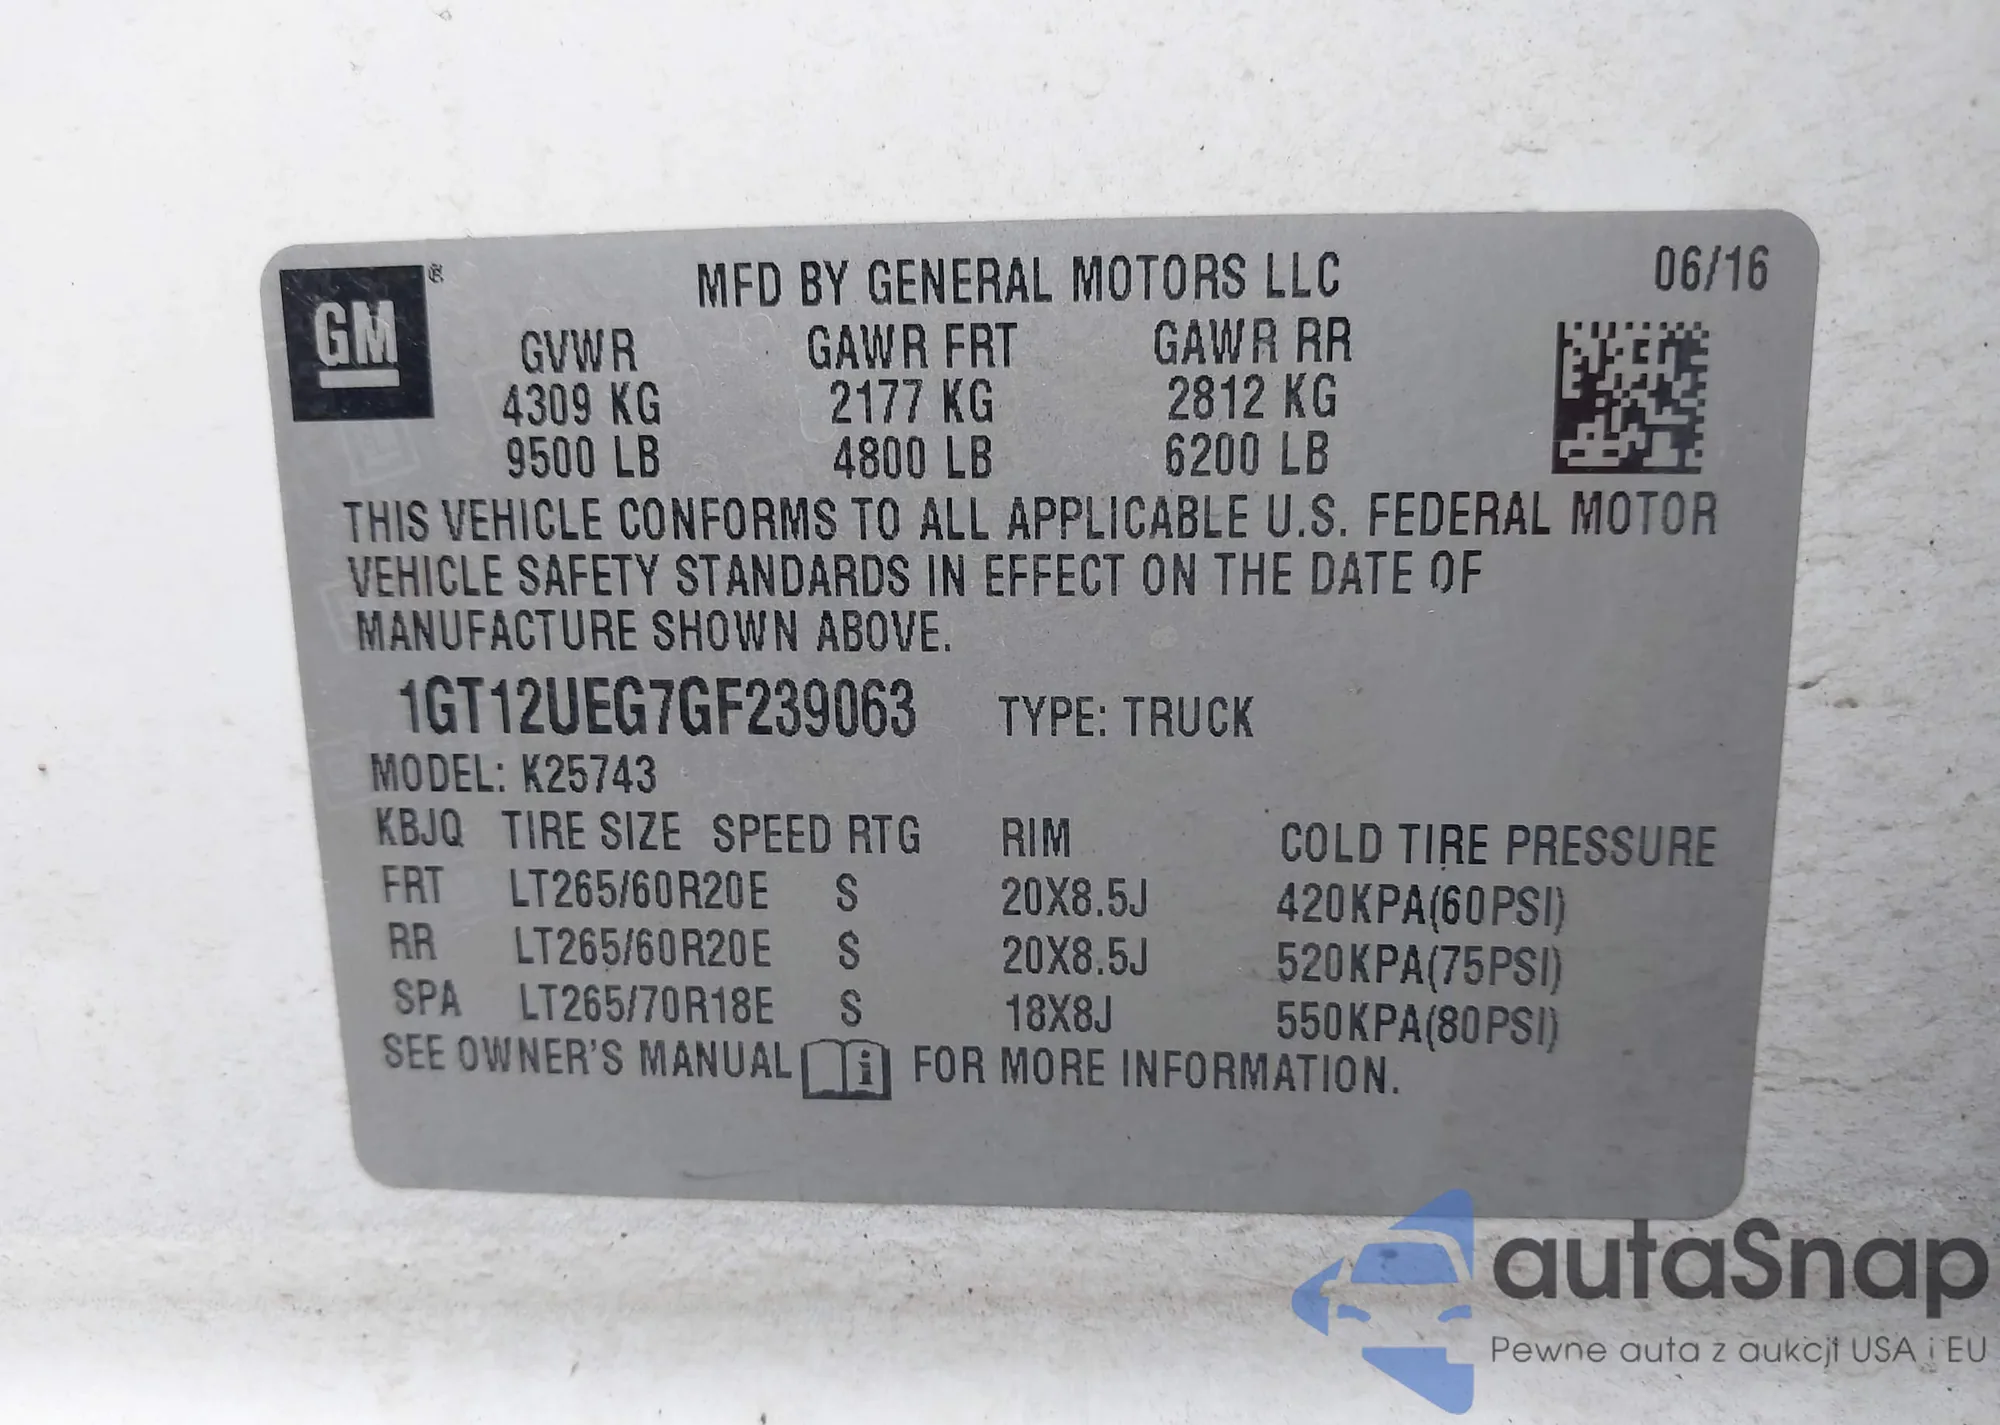 GM ®
MFD BY GENERAL MOTORS LLC 06/16
GVWR GAWR FRT GAWR RR
4309 KG 2177 KG 2812 KG
9500 LB 4800 LB 6200 LB
THIS VEHICLE CONFORMS TO ALL APPLICABLE U.S. FEDERAL MOTOR
VEHICLE SAFETY STANDARDS IN EFFECT ON THE DATE OF
MANUFACTURE SHOWN ABOVE.
1GT12UEG7GF239063 TYPE: TRUCK
MODEL: K25743
KBJQ TIRE SIZE SPEED RTG RIM COLD TIRE PRESSURE
FRT LT265/60R20E S 20X8.5J 420KPA(60PSI)
RR LT265/60R20E S 20X8.5J 520KPA(75PSI)
SPA LT265/70R18E S 18X8J 550KPA(80PSI)
SEE OWNER'S MANUAL i FOR MORE INFORMATION.
autaSnap
Pewne auta z aukcji USA i EU